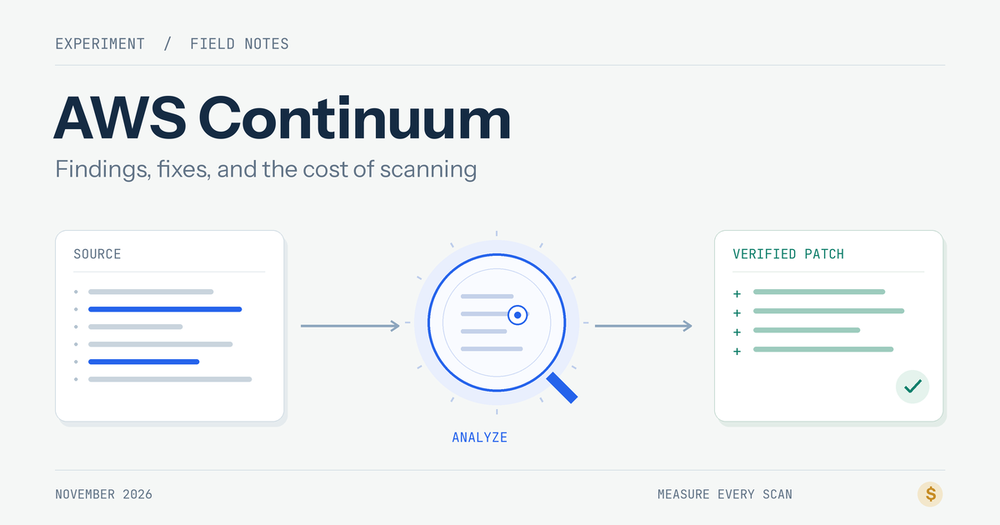 EXPERIMENT / FIELD NOTES
AWS Continuum
Findings, fixes, and the cost of scanning
SOURCE
VERIFIED PATCH
+
+
+
+
ANALYZE
NOVEMBER 2026
MEASURE EVERY SCAN
$